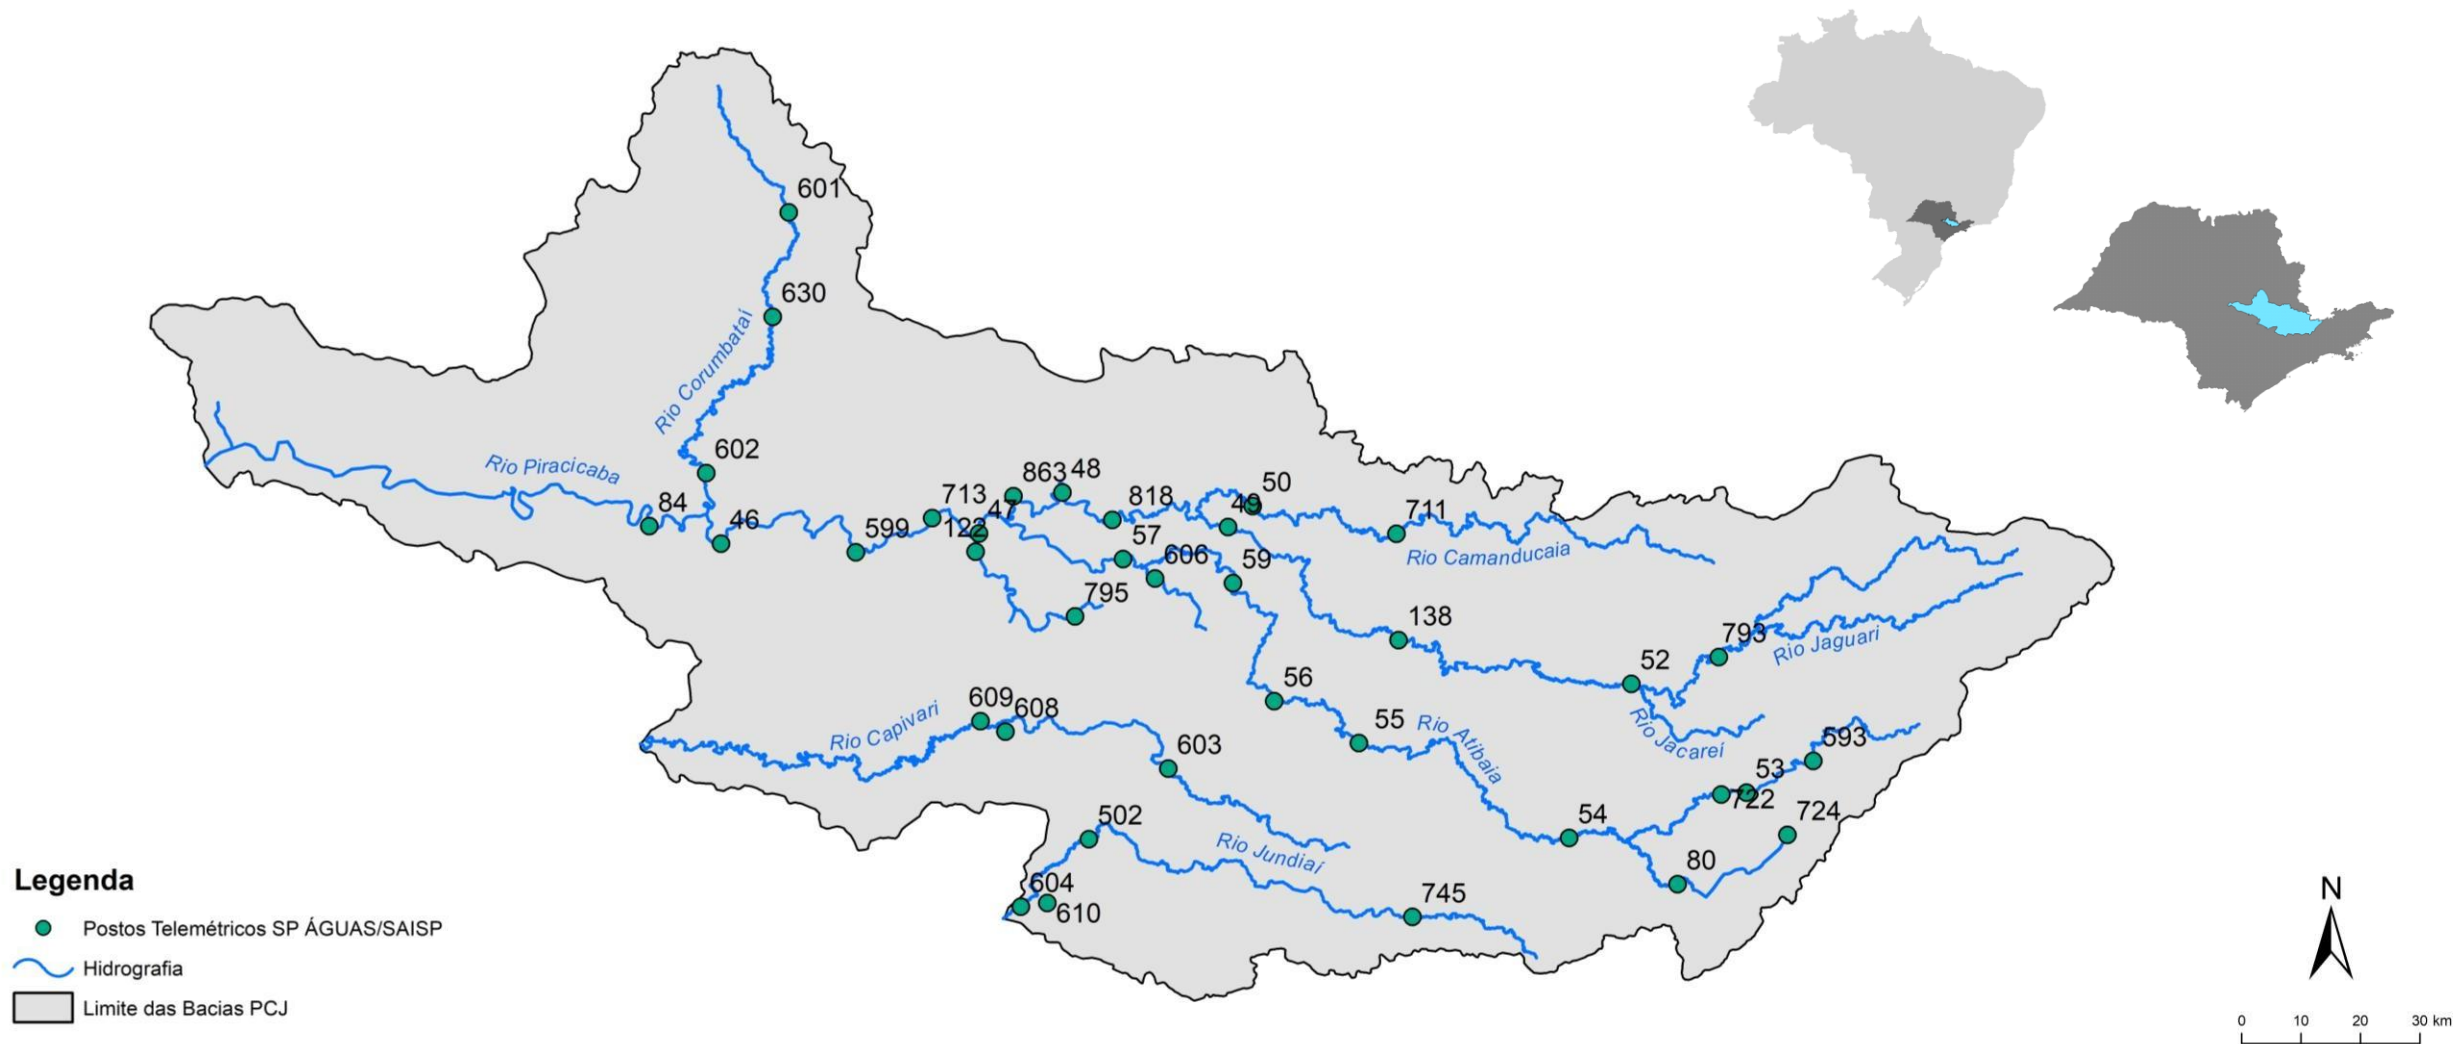 601
630
Rio Corumbataí
602
Rio Piracicaba
84
46
599
713
122
47
863
48
818
57
606
795
49
50
59
711
Rio Camanducaia
138
52
793
Rio Jaguari
Rio Jacareí
56
55
Rio Atibaia
54
53
722
593
724
80
609
608
Rio Capivari
603
502
Rio Jundiaí
745
604
610
Legenda
Postos Telemétricos SP ÁGUAS/SAISP
Hidrografia
Limite das Bacias PCJ
N
0 10 20 30 km